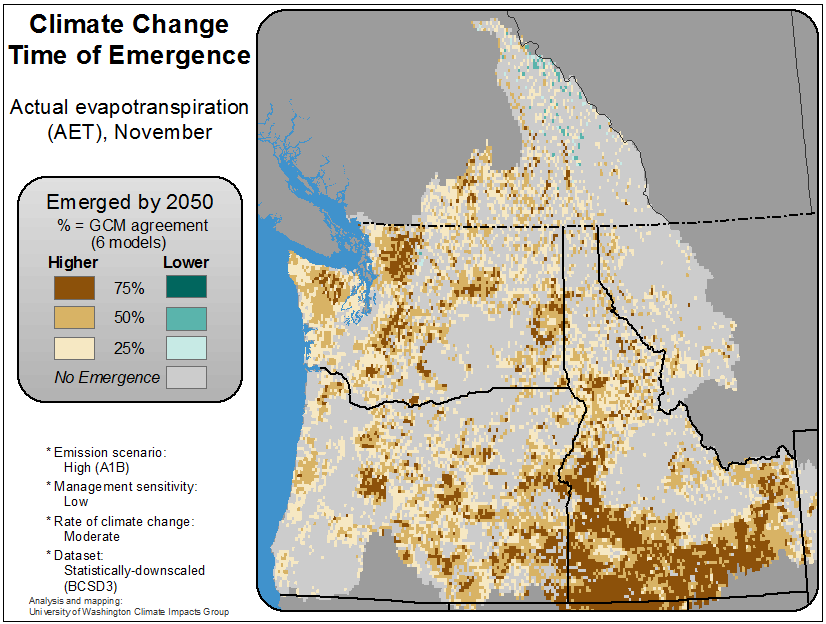 Climate Change
Time of Emergence
Actual evapotranspiration
(AET), November
Emerged by 2050
% = GCM agreement
(6 models)
Higher Lower
75%
50%
25%
No Emergence
* Emission scenario:
High (A1B)
* Management sensitivity:
Low
* Rate of climate change:
Moderate
* Dataset:
Statistically-downscaled
(BCSD3)
Analysis and mapping:
University of Washington Climate Impacts Group